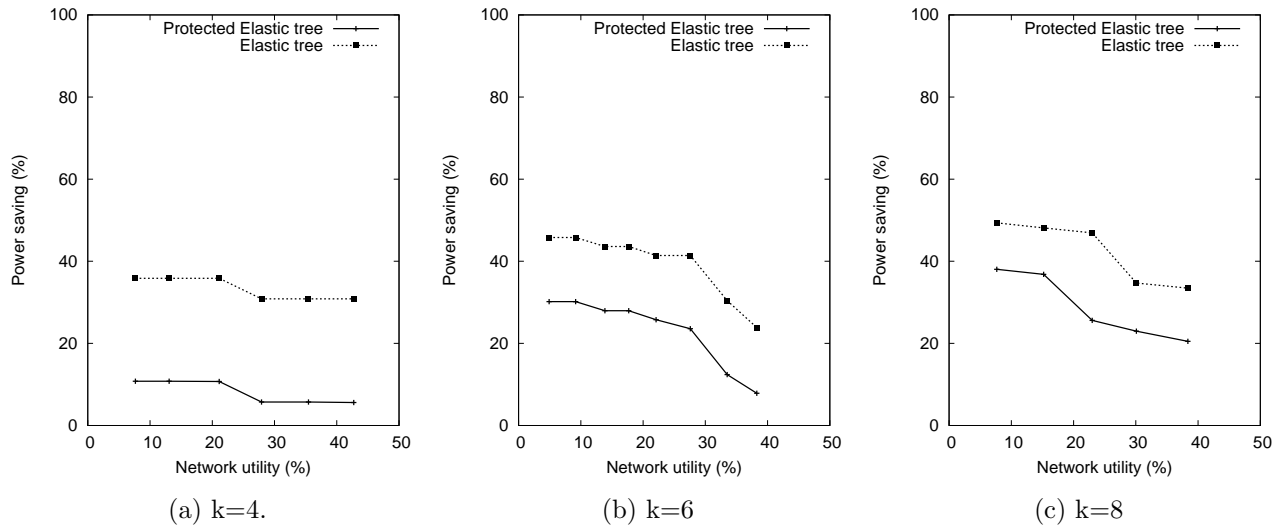 100
80
60
40
20
0
0 10 20 30 40 50
Power saving (%)
Network utility (%)
Protected Elastic tree
Elastic tree
(a) k=4.
100
80
60
40
20
0
0 10 20 30 40 50
Power saving (%)
Network utility (%)
Protected Elastic tree
Elastic tree
(b) k=6
100
80
60
40
20
0
0 10 20 30 40 50
Power saving (%)
Network utility (%)
Protected Elastic tree
Elastic tree
(c) k=8